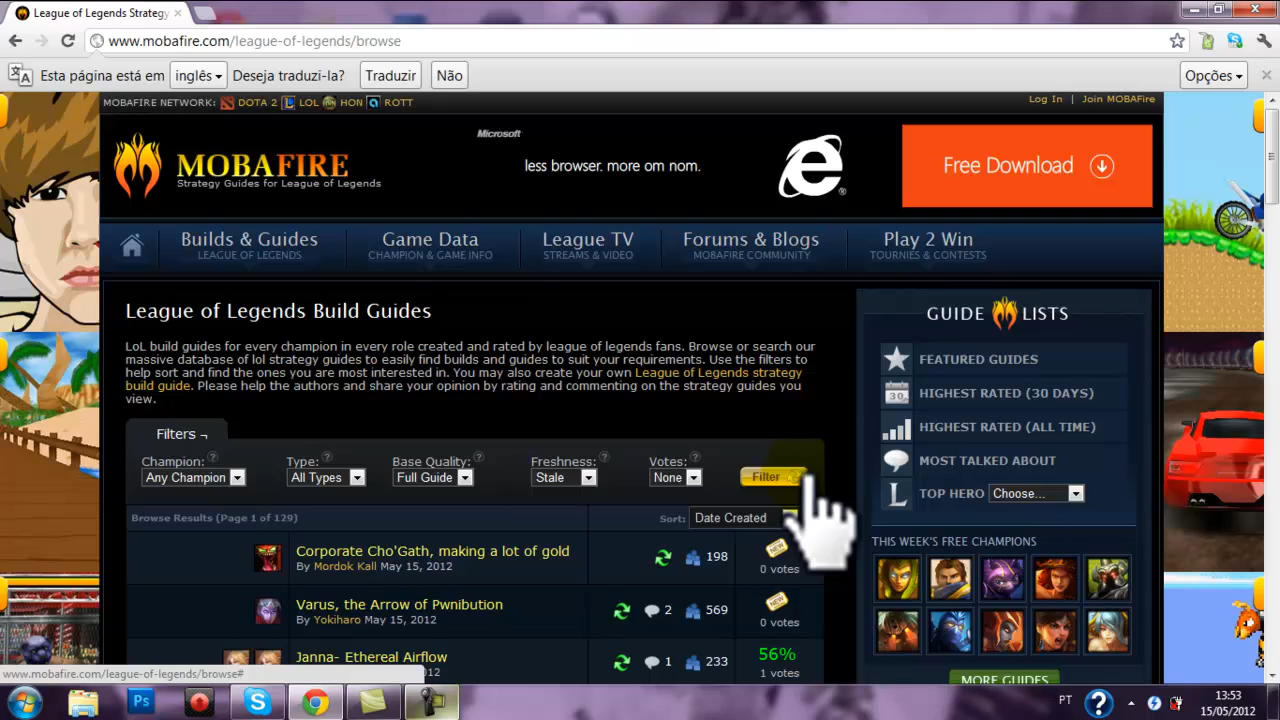 League of Legends Strategy
www.mobafire.com/league-of-legends/browse
Esta página está em inglês Deseja traduzi-la? Traduzir Não Opções
MOBAFIRE NETWORK: DOTA 2 LOL HON ROTT
Log In | Join MOBAFire
MOBAFIRE
Strategy Guides for League of Legends
Microsoft
less browser. more om nom.
Free Download
Builds & Guides
LEAGUE OF LEGENDS
Game Data
CHAMPION & GAME INFO
League TV
STREAMS & VIDEO
Forums & Blogs
MOBAFIRE COMMUNITY
Play 2 Win
TOURNIES & CONTESTS
League of Legends Build Guides
LoL build guides for every champion in every role created and rated by league of legends fans. Browse or search our
massive database of lol strategy guides to easily find builds and guides to suit your requirements. Use the filters to
help sort and find the ones you are most interested in. You may also create your own League of Legends strategy
build guide. Please help the authors and share your opinion by rating and commenting on the strategy guides you
view.
Filters ¬
Champion: ? Type: ? Base Quality: ? Freshness: ? Votes: ?
Any Champion All Types Full Guide Stale None Filter
Browse Results (Page 1 of 129) Sort: Date Created
Corporate Cho'Gath, making a lot of gold
By Mordok Kall May 15, 2012
198
NEW
0 votes
Varus, the Arrow of Pwnibution
By Yokiharo May 15, 2012
2 569
NEW
0 votes
Janna- Ethereal Airflow
2012
1 233
56%
1 votes
GUIDE LISTS
FEATURED GUIDES
30
HIGHEST RATED (30 DAYS)
HIGHEST RATED (ALL TIME)
MOST TALKED ABOUT
L TOP HERO Choose...
THIS WEEK'S FREE CHAMPIONS
MORE GUIDES
www.mobafire.com/league-of-legends/browse#
Ps
PT
13:53
15/05/2012